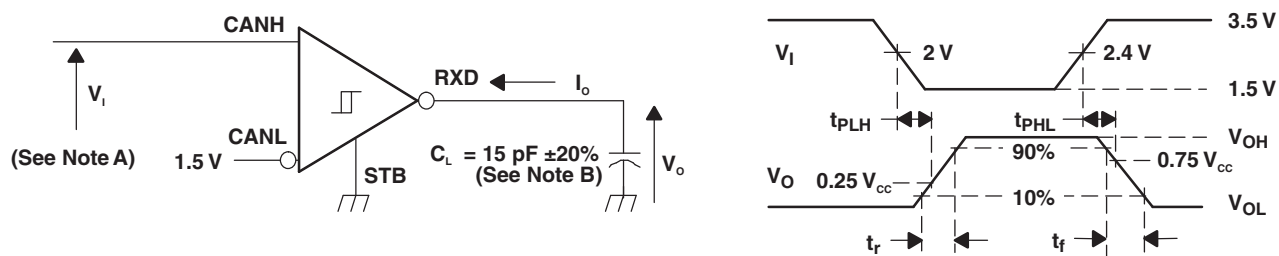 CANH
RXD
I_O
V_I
CANL
(See Note A)
1.5 V
STB
C_L = 15 pF ±20%
(See Note B)
V_O
3.5 V
V_I
2 V
2.4 V
1.5 V
t_PLH
t_PHL
V_OH
90%
0.75 V_CC
V_O
0.25 V_CC
10%
V_OL
t_r
t_f